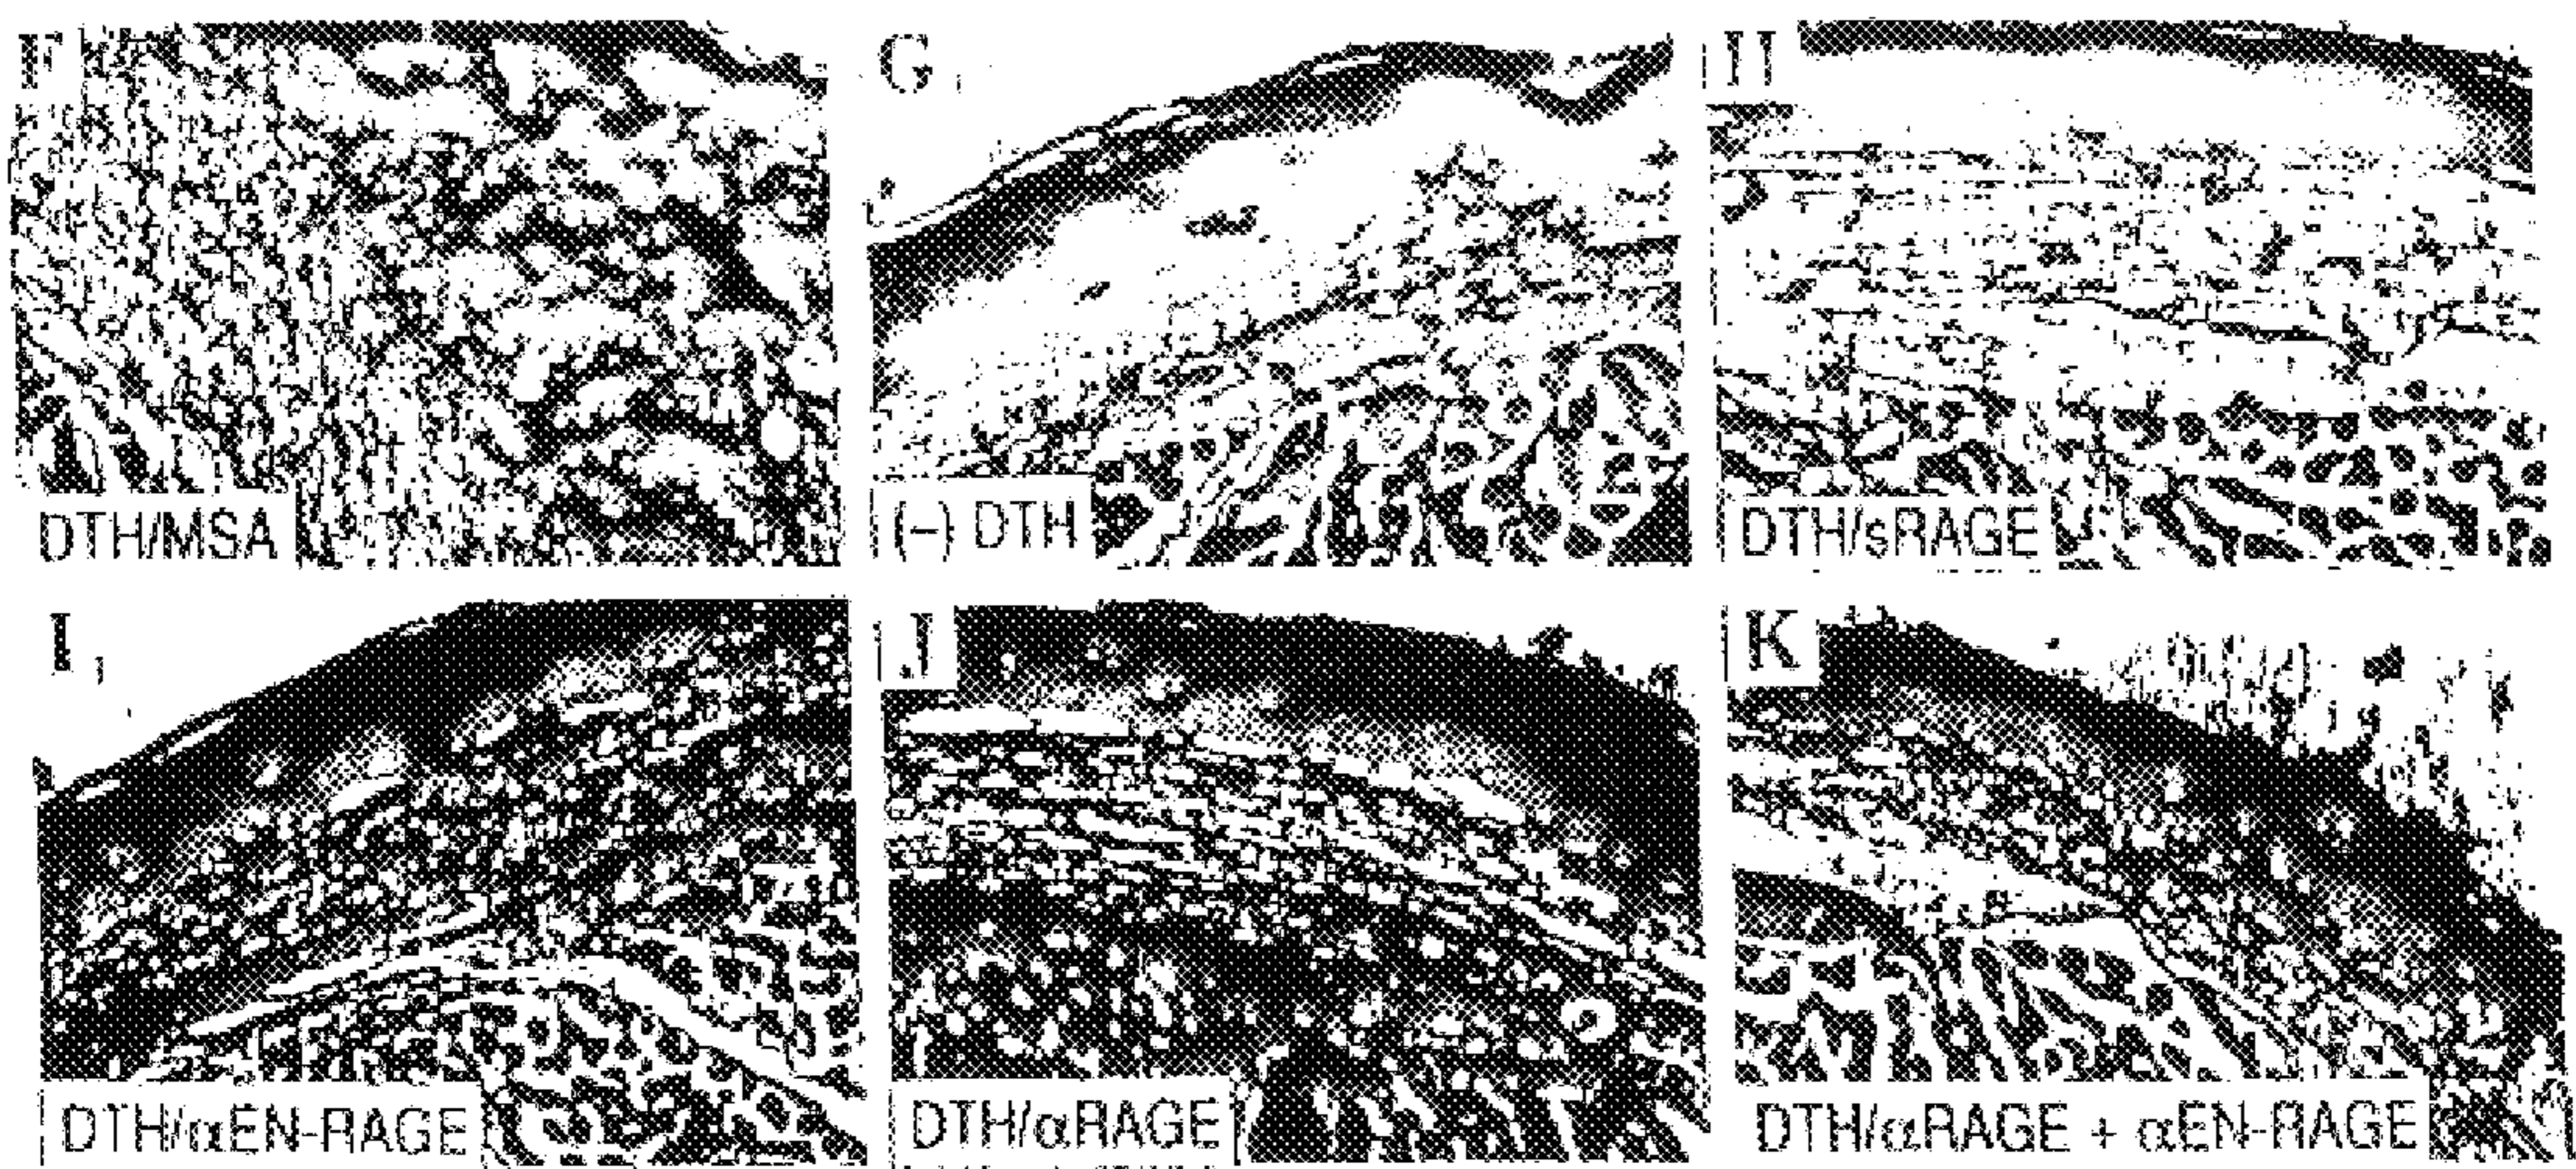 F
G
H
DTH/MSA
(-) DTH
DTH/sRAGE
I
J
K
DTH/αEN-RAGE
DTH/αRAGE
DTH/αRAGE + αEN-RAGE